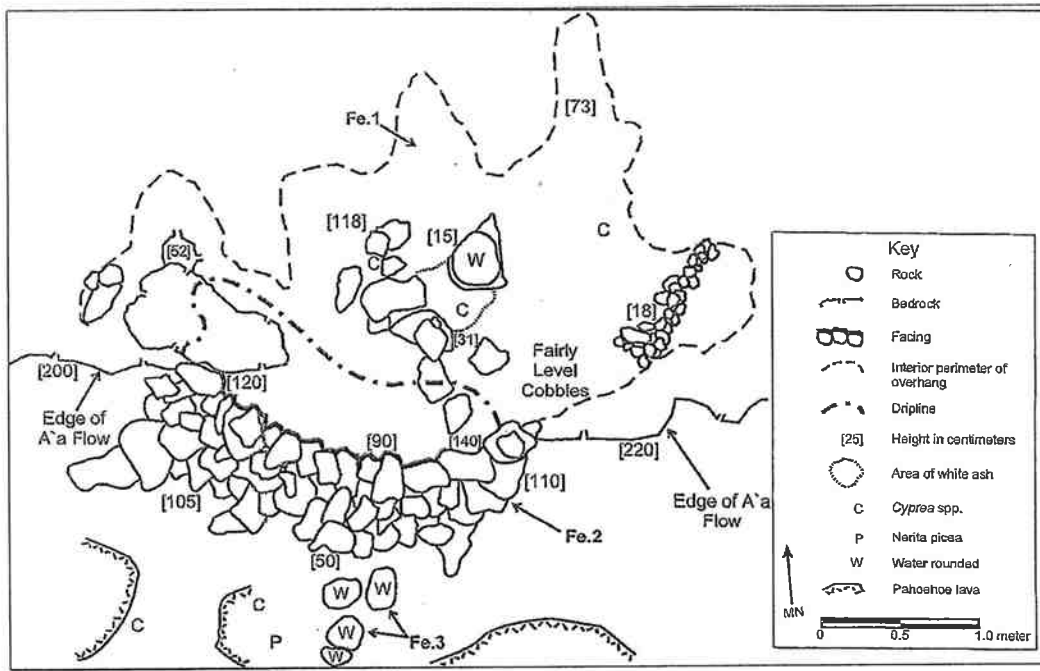 [73]
Fe.1
[118]
[15]
W
C
[52]
C
C
[18]
[31]
Fairly
Level
Cobbles
[200]
[120]
Edge of
A`a Flow
[90]
[140]
[220]
[110]
[105]
Edge of A`a
Flow
Fe.2
[50]
W
W
C
C
P
W
Fe.3
W
Key
Rock
Bedrock
Facing
Interior perimeter of
overhang
Dripline
[25] Height in centimeters
Area of white ash
C Cyprea spp.
P Nerita picea
W Water rounded
Pahoehoe lava
MN
0 0.5 1.0 meter